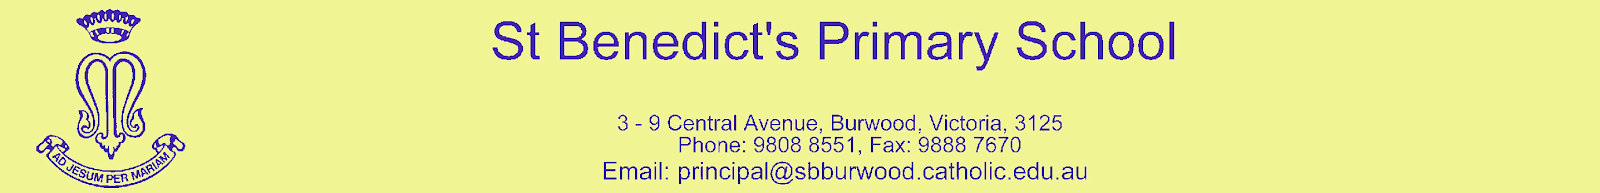 St Benedict's Primary School
3 - 9 Central Avenue, Burwood, Victoria, 3125
Phone: 9808 8551, Fax: 9888 7670
Email: principal@sbburwood.catholic.edu.au
AD JESUM PER MARIAM